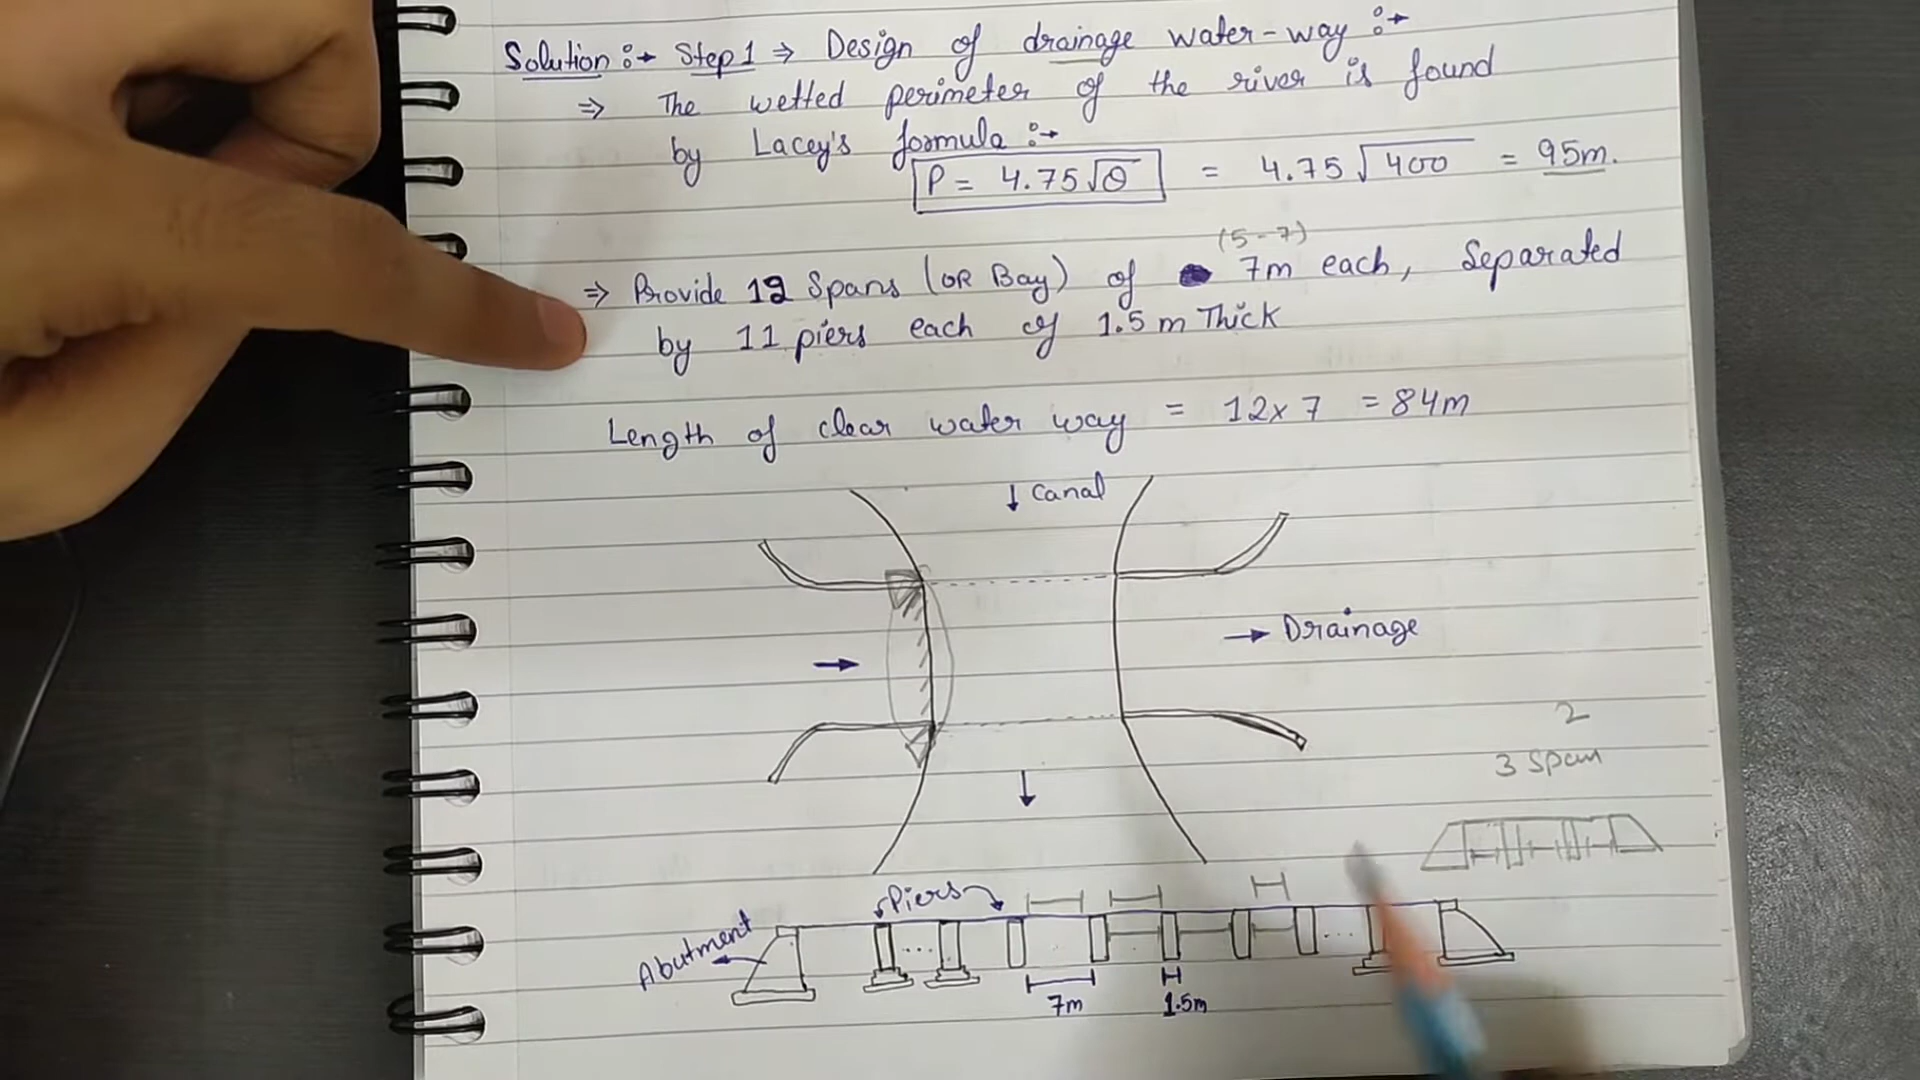 Solution :→ Step 1 ⇒ Design of drainage water-way :→
⇒ The wetted perimeter of the river is found
by Lacey's formula :→
P = 4.75√Q = 4.75√400 = 95m.
(5-7)
⇒ Provide 12 Spans (OR Bay) of 7m each, Separated
by 11 piers each of 1.5 m Thick
Length of clear water way = 12x7 = 84m
↓ Canal
→ Drainage
2
3 Span
Piers
Abutment
7m
1.5m